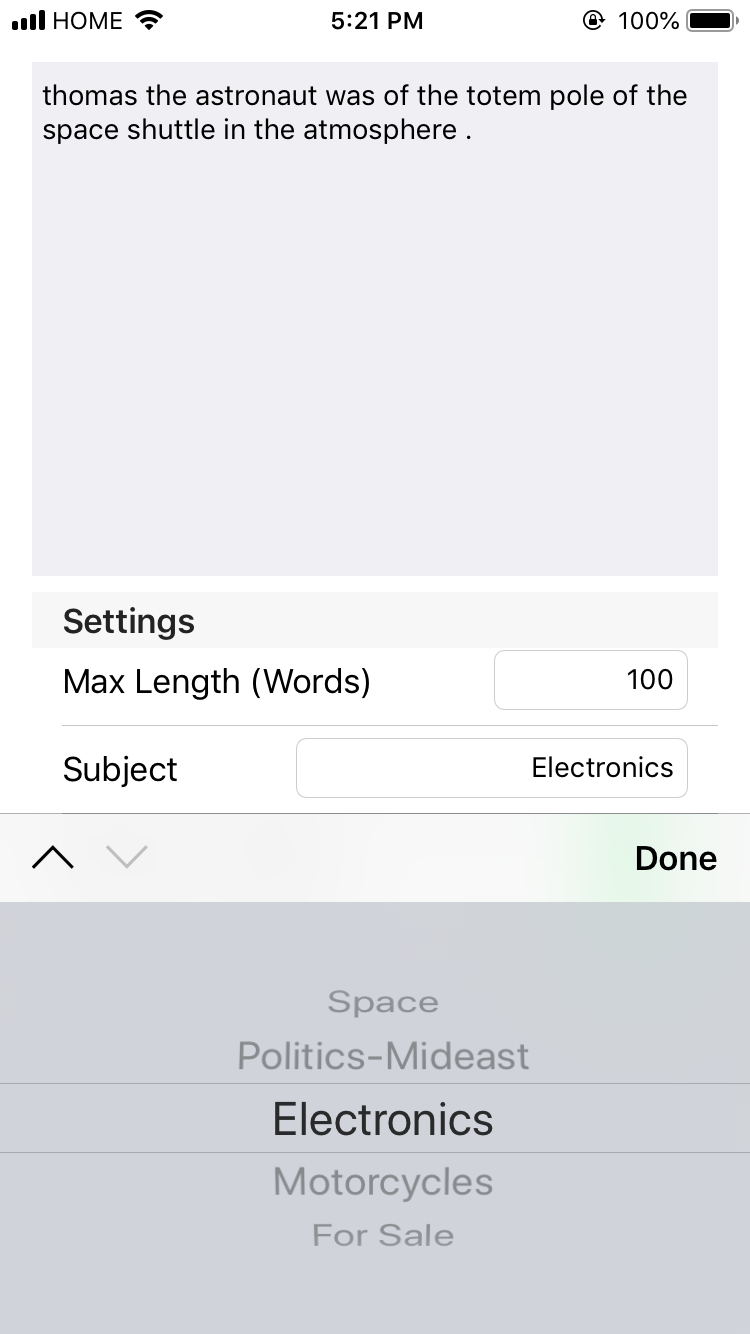 HOME 5:21 PM 100%
thomas the astronaut was of the totem pole of the
space shuttle in the atmosphere .
Settings
Max Length (Words) 100
Subject Electronics
Done
Space
Politics-Mideast
Electronics
Motorcycles
For Sale